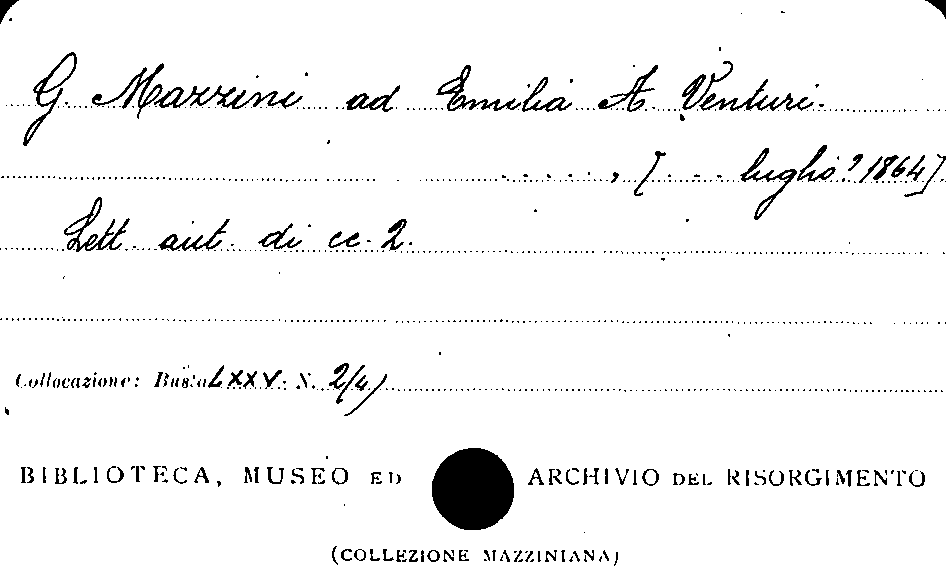 G. Mazzini ad Emilia A. Venturi.
....., [... luglio? 1864]
Lett. aut. di cc. 2.
Collocazione: Busta LXXV. N. 2/4)
BIBLIOTECA, MUSEO ED ARCHIVIO DEL RISORGIMENTO
(COLLEZIONE MAZZINIANA)